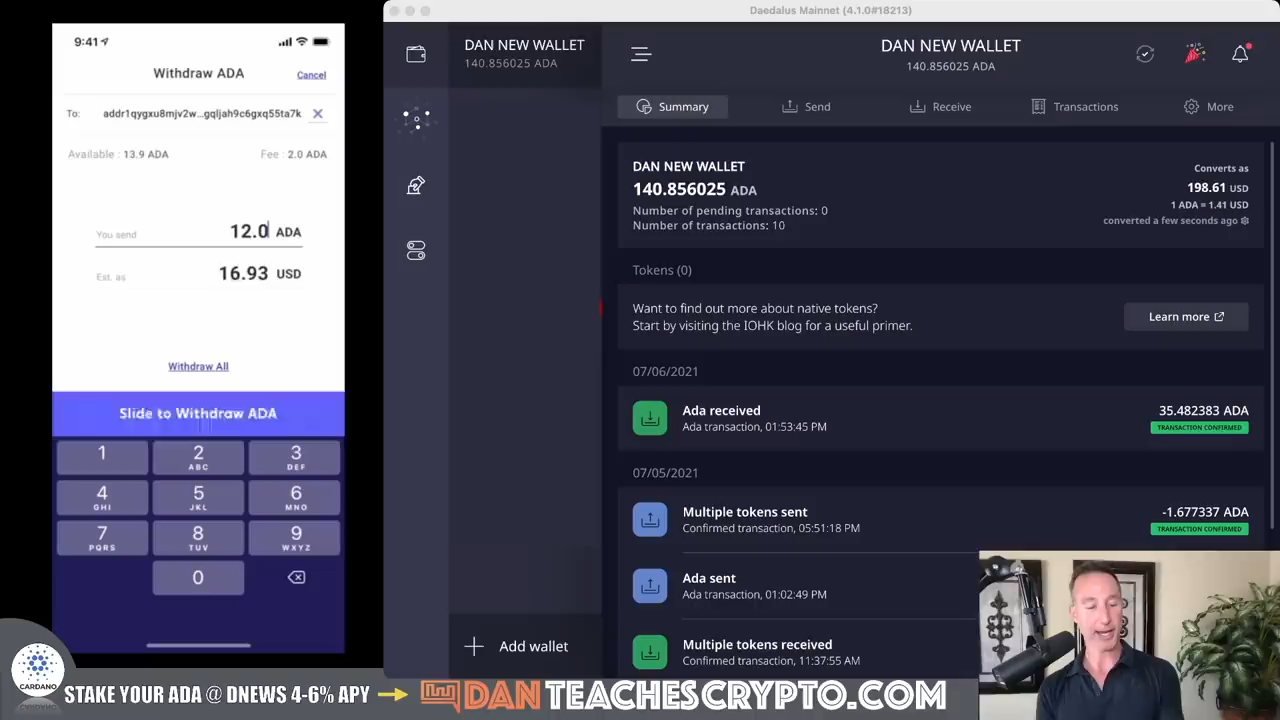 9:41
Withdraw ADA
Cancel
To: addr1qygxu8mjv2w...gqljah9c6gxq55ta7k
Available : 13.9 ADA
Fee : 2.0 ADA
You send 12.0 ADA
Est. as 16.93 USD
Withdraw All
Slide to Withdraw ADA
1 2 3
ABC DEF
4 5 6
GHI JKL MNO
7 8 9
PQRS TUV WXYZ
0
Daedalus Mainnet (4.1.0#18213)
DAN NEW WALLET
140.856025 ADA
DAN NEW WALLET
140.856025 ADA
Summary Send Receive Transactions More
DAN NEW WALLET
140.856025 ADA
Number of pending transactions: 0
Number of transactions: 10
Converts as
198.61 USD
1 ADA = 1.41 USD
converted a few seconds ago
Tokens (0)
Want to find out more about native tokens?
Start by visiting the IOHK blog for a useful primer.
Learn more
07/06/2021
Ada received
35.482383 ADA
Ada transaction, 01:53:45 PM
TRANSACTION CONFIRMED
07/05/2021
Multiple tokens sent
-1.677337 ADA
Confirmed transaction, 05:51:18 PM
TRANSACTION CONFIRMED
Ada sent
Ada transaction, 01:02:49 PM
Multiple tokens received
Confirmed transaction, 11:37:55 AM
Add wallet
CARDANO
STAKE YOUR ADA @ DNEWS 4-6% APY
DANTEACHESCRYPTO.COM